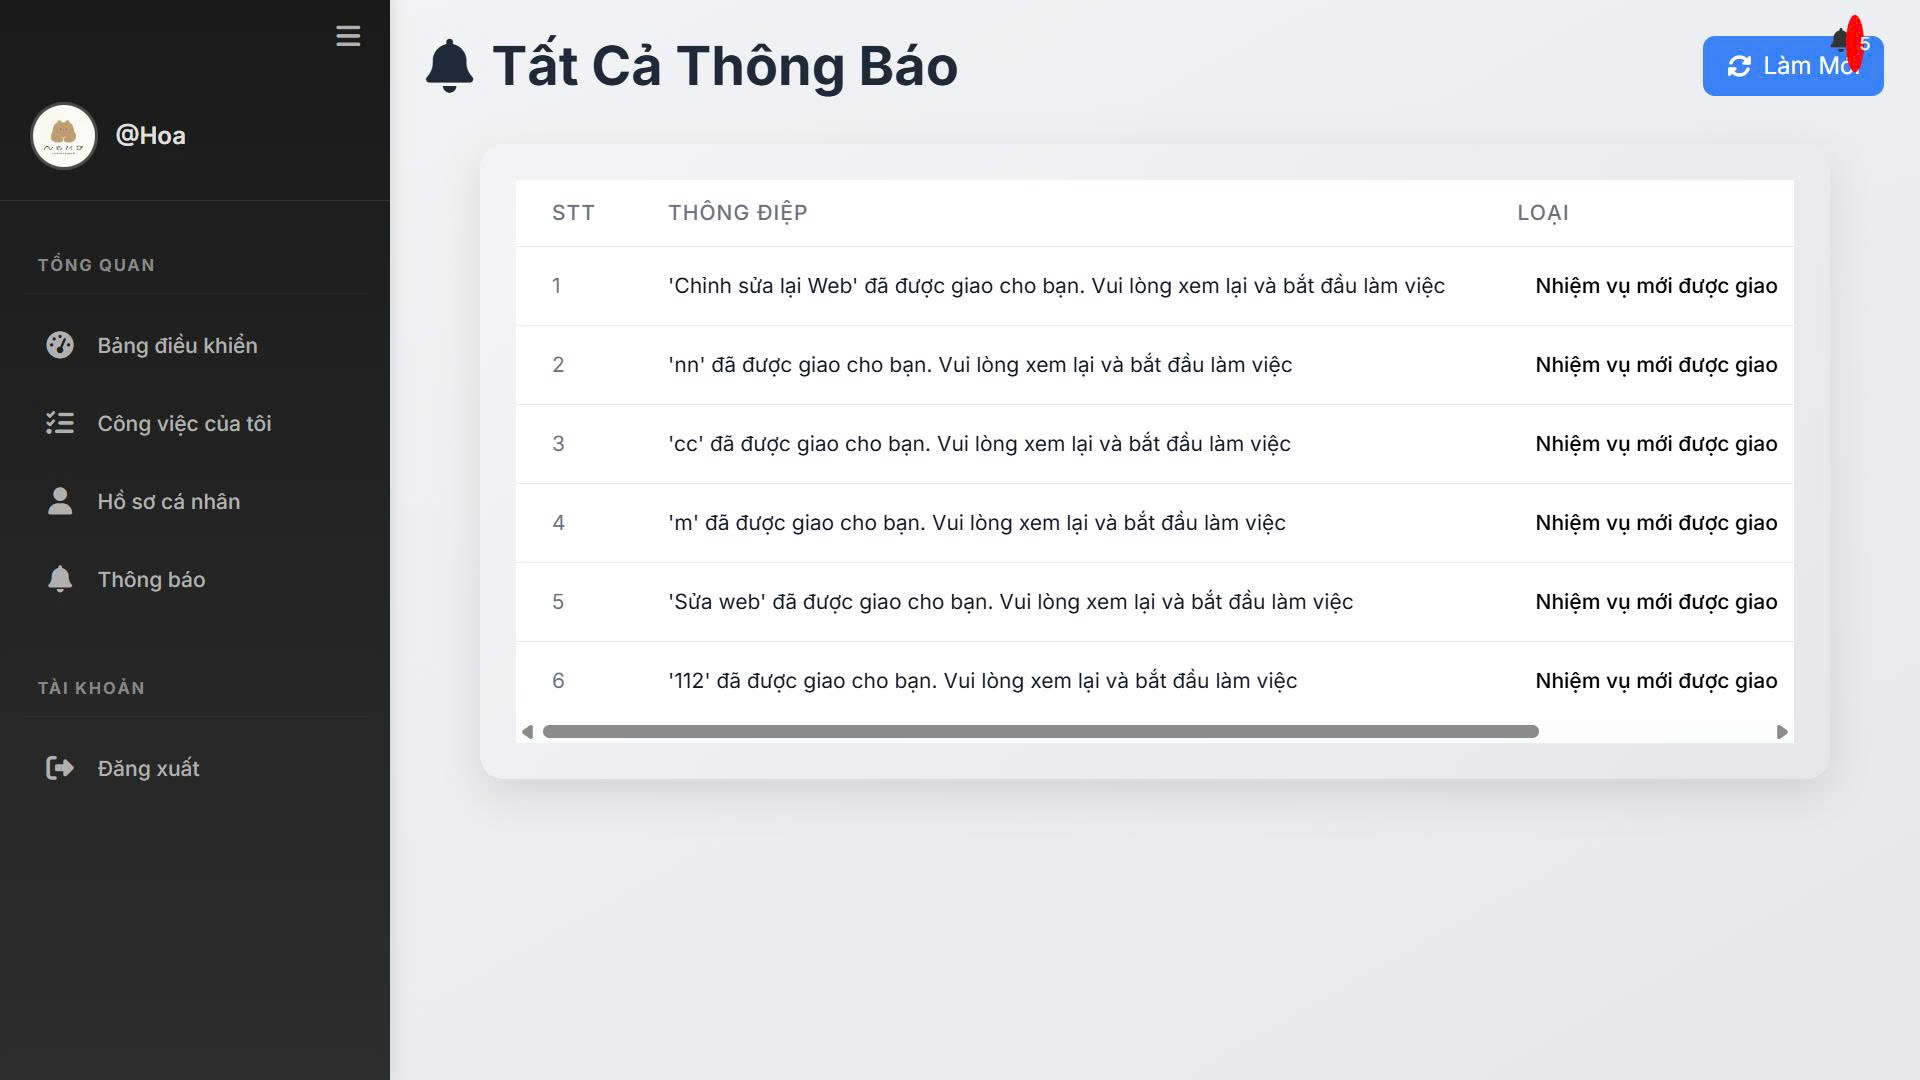 @Hoa
TỔNG QUAN
Bảng điều khiển
Công việc của tôi
Hồ sơ cá nhân
Thông báo
TÀI KHOẢN
Đăng xuất
Tất Cả Thông Báo
Làm Mới
5
STT THÔNG ĐIỆP LOẠI
1 'Chỉnh sửa lại Web' đã được giao cho bạn. Vui lòng xem lại và bắt đầu làm việc Nhiệm vụ mới được giao
2 'nn' đã được giao cho bạn. Vui lòng xem lại và bắt đầu làm việc Nhiệm vụ mới được giao
3 'cc' đã được giao cho bạn. Vui lòng xem lại và bắt đầu làm việc Nhiệm vụ mới được giao
4 'm' đã được giao cho bạn. Vui lòng xem lại và bắt đầu làm việc Nhiệm vụ mới được giao
5 'Sửa web' đã được giao cho bạn. Vui lòng xem lại và bắt đầu làm việc Nhiệm vụ mới được giao
6 '112' đã được giao cho bạn. Vui lòng xem lại và bắt đầu làm việc Nhiệm vụ mới được giao